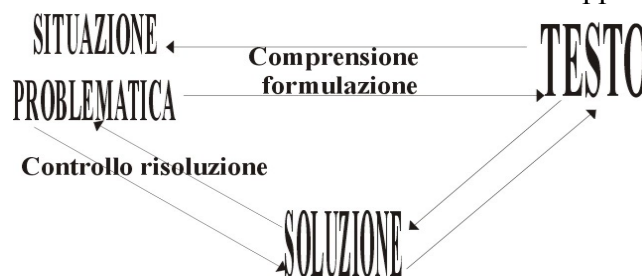 SITUAZIONE
PROBLEMATICA
Comprensione
formulazione
TESTO
Controllo risoluzione
SOLUZIONE